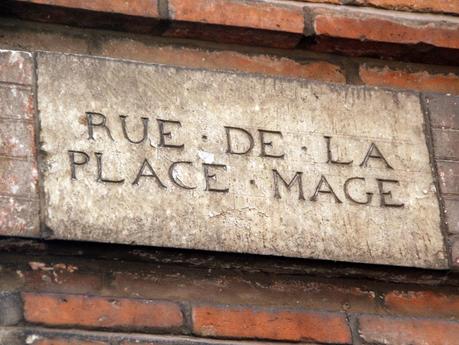 RUE · DE · LA
PLACE · MAGE